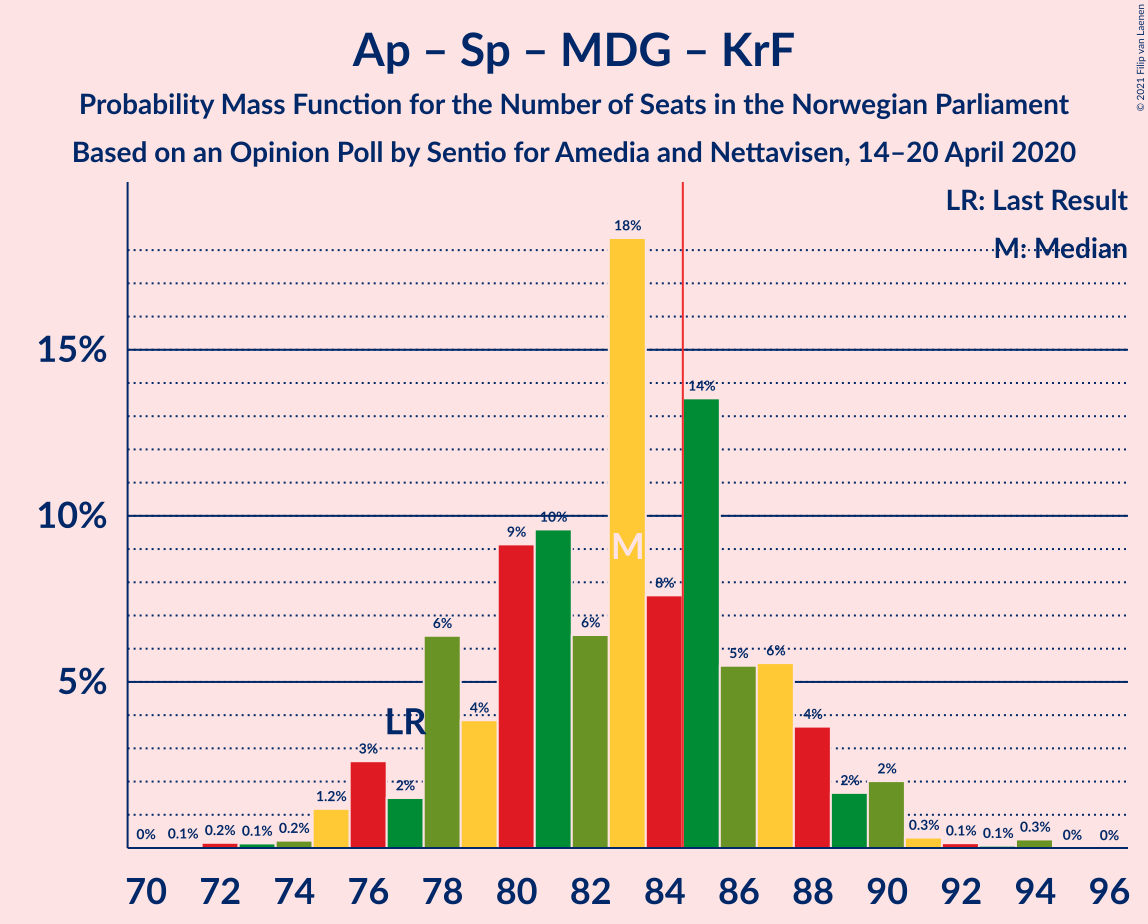 Ap – Sp – MDG – KrF
Probability Mass Function for the Number of Seats in the Norwegian Parliament
Based on an Opinion Poll by Sentio for Amedia and Nettavisen, 14–20 April 2020
© 2021 Filip van Laenen
LR: Last Result
M: Median
15%
10%
5%
0% 0.1% 0.2% 0.1% 0.2% 1.2% 3% 2% 6% 4% 9% 10% 6% 18% 8% 14% 5% 6% 4% 2% 2% 0.3% 0.1% 0.1% 0.3% 0% 0%
LR
M
70 72 74 76 78 80 82 84 86 88 90 92 94 96